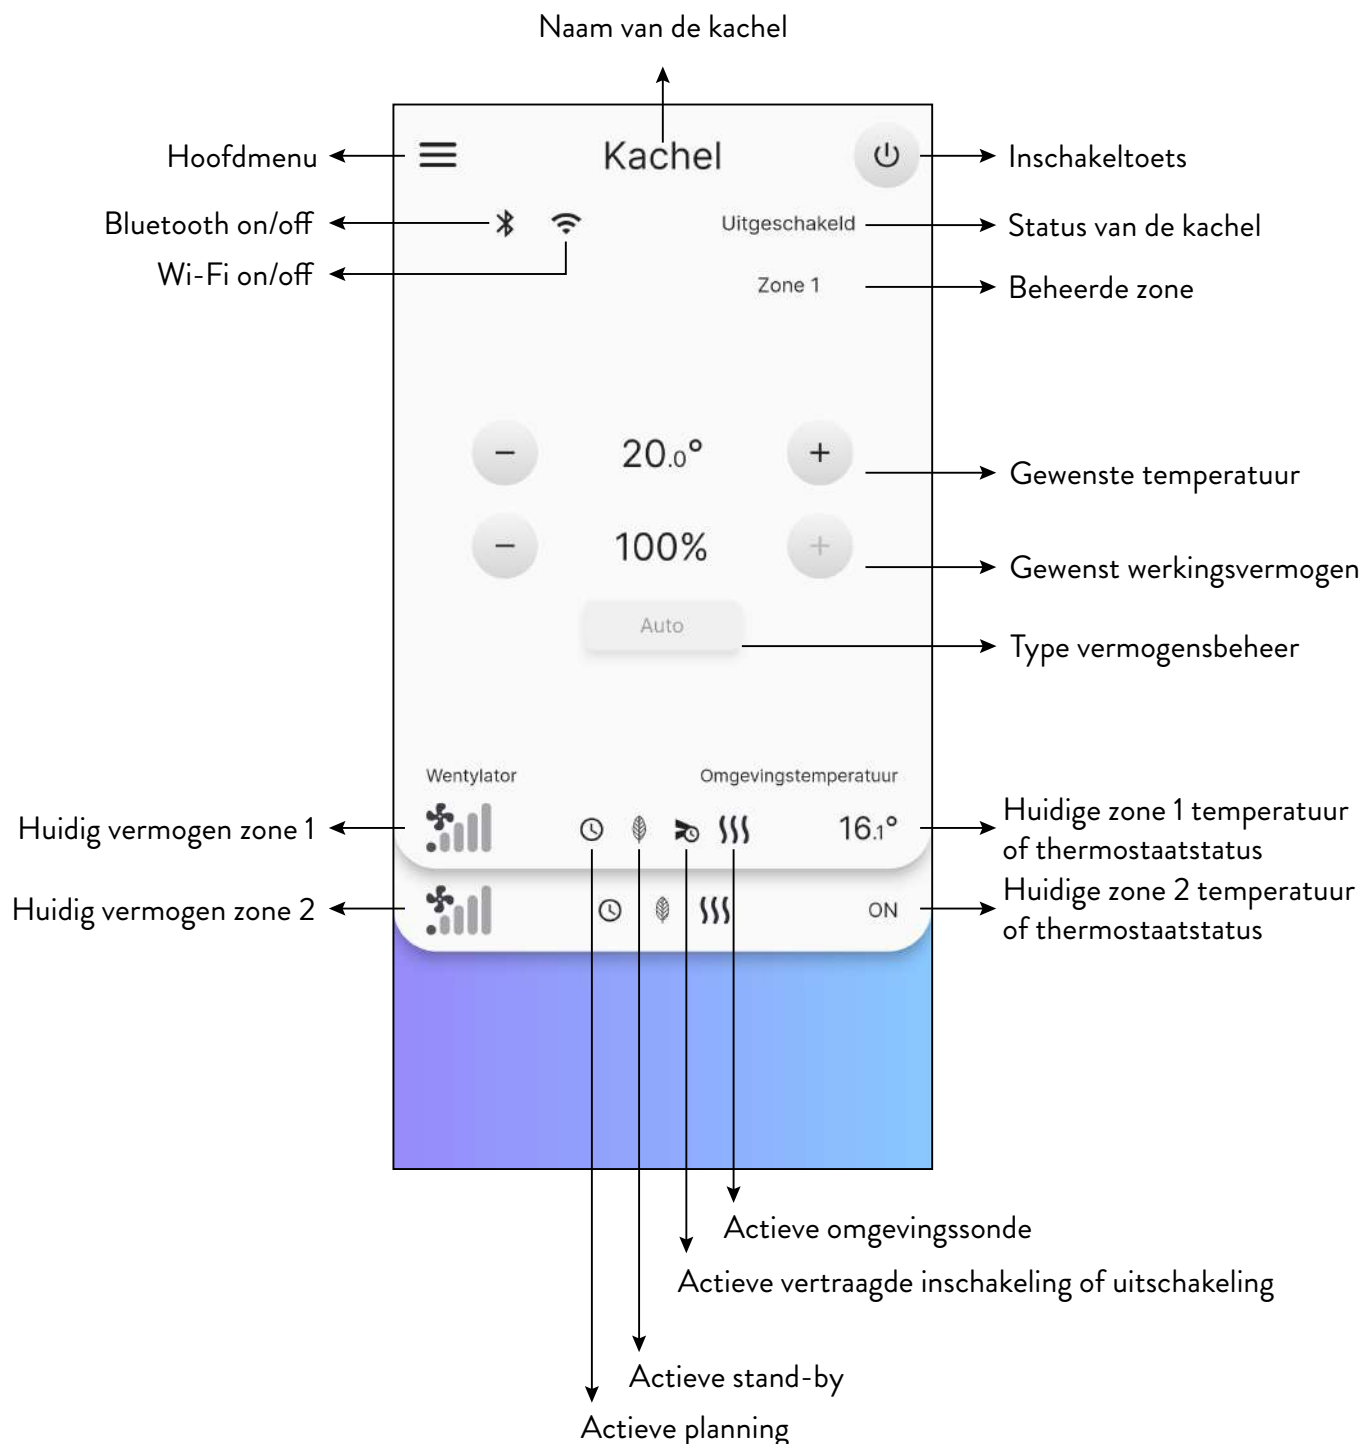 Naam van de kachel
Hoofdmenu
Kachel
Inschakeltoets
Bluetooth on/off
Uitgeschakeld
Status van de kachel
Wi-Fi on/off
Zone 1
Beheerde zone
− 20.0° +
Gewenste temperatuur
− 100% +
Gewenst werkingsvermogen
Auto
Type vermogensbeheer
Wentylator
Omgevingstemperatuur
Huidig vermogen zone 1
16.1°
Huidige zone 1 temperatuur
of thermostaatstatus
Huidig vermogen zone 2
ON
Huidige zone 2 temperatuur
of thermostaatstatus
Actieve omgevingssonde
Actieve vertraagde inschakeling of uitschakeling
Actieve stand-by
Actieve planning